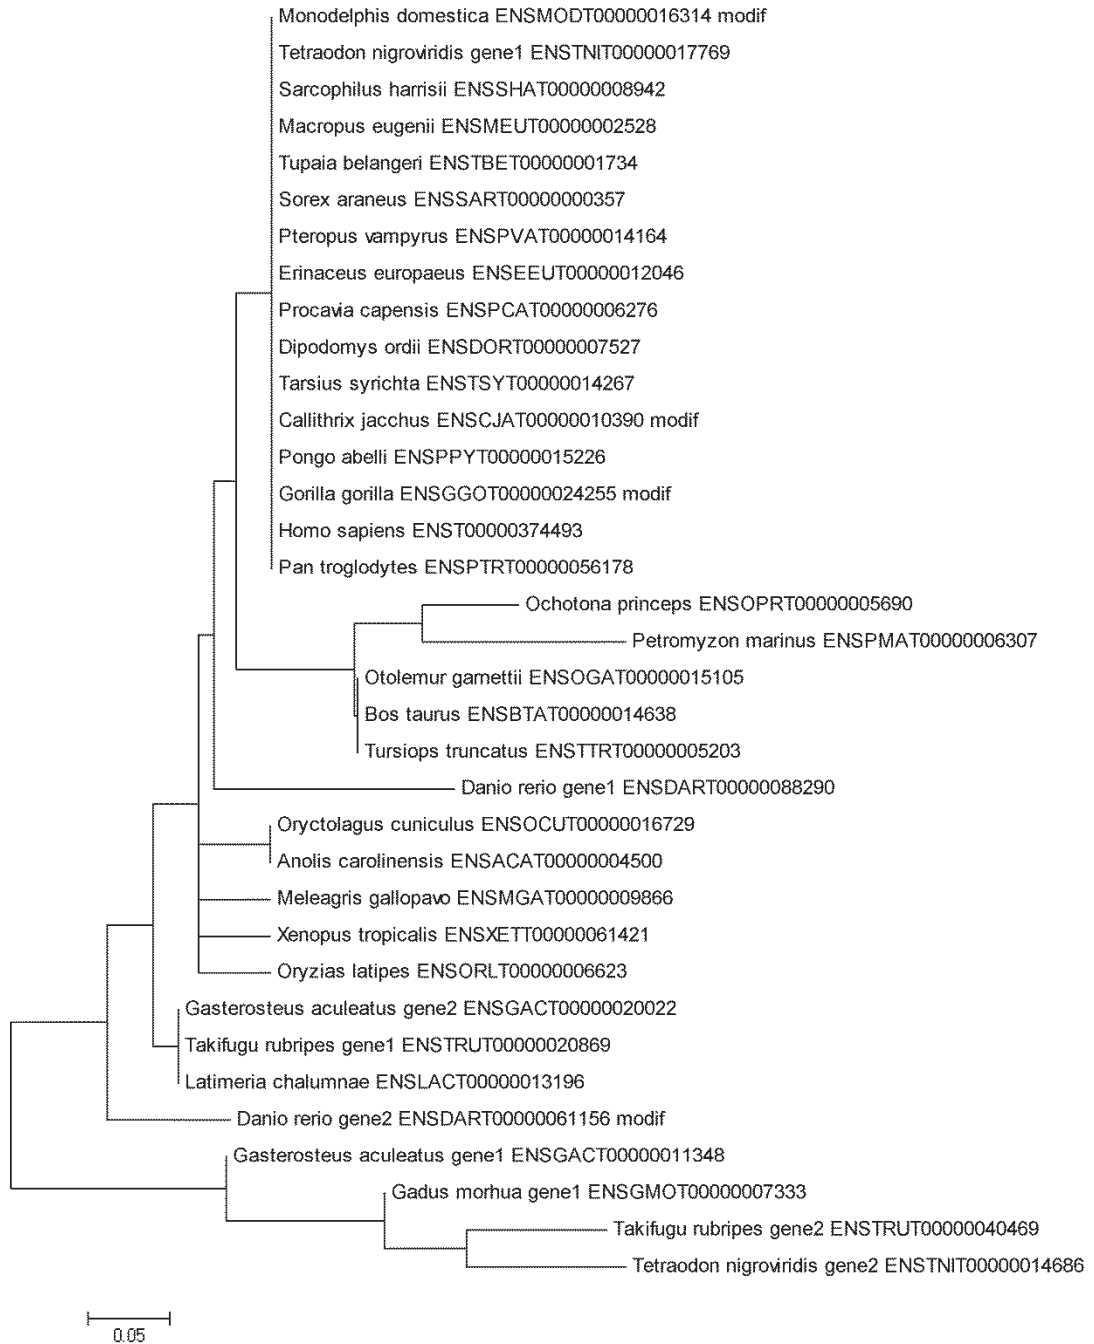 Monodelphis domestica ENSMODT00000016314 modif
Tetraodon nigroviridis gene1 ENSTNIT00000017769
Sarcophilus harrisii ENSSHAT00000008942
Macropus eugenii ENSMEUT00000002528
Tupaia belangeri ENSTBET00000001734
Sorex araneus ENSSART00000000357
Pteropus vampyrus ENSPVAT00000014164
Erinaceus europaeus ENSEEUT00000012046
Procavia capensis ENSPCAT00000006276
Dipodomys ordii ENSDORT00000007527
Tarsius syrichta ENSTSYT00000014267
Callithrix jacchus ENSCJAT00000010390 modif
Pongo abelli ENSPPYT00000015226
Gorilla gorilla ENSGGOT00000024255 modif
Homo sapiens ENST00000374493
Pan troglodytes ENSPTRT00000056178
Ochotona princeps ENSOPRT00000005690
Petromyzon marinus ENSPMAT00000006307
Otolemur garnettii ENSOGAT00000015105
Bos taurus ENSBTAT00000014638
Tursiops truncatus ENSTTRT00000005203
Danio rerio gene1 ENSDART00000088290
Oryctolagus cuniculus ENSOCUT00000016729
Anolis carolinensis ENSACAT00000004500
Meleagris gallopavo ENSMGAT00000009866
Xenopus tropicalis ENSXETT00000061421
Oryzias latipes ENSORLT00000006623
Gasterosteus aculeatus gene2 ENSGACT00000020022
Takifugu rubripes gene1 ENSTRUT00000020869
Latimeria chalumnae ENSLACT00000013196
Danio rerio gene2 ENSDART00000061156 modif
Gasterosteus aculeatus gene1 ENSGACT00000011348
Gadus morhua gene1 ENSGMOT00000007333
Takifugu rubripes gene2 ENSTRUT00000040469
Tetraodon nigroviridis gene2 ENSTNIT00000014686
0.05